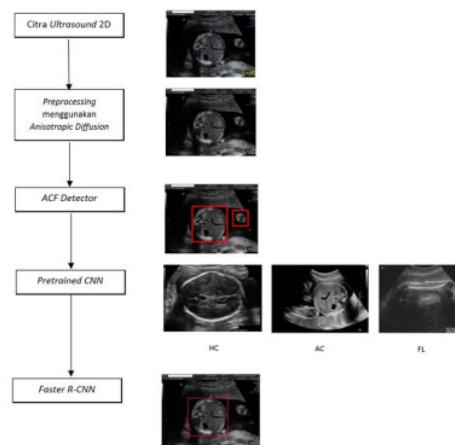 Citra Ultrasound 2D
Preprocessing
menggunakan
Anisotropic Diffusion
ACF Detector
Pretrained CNN
HC
AC
FL
Faster R-CNN